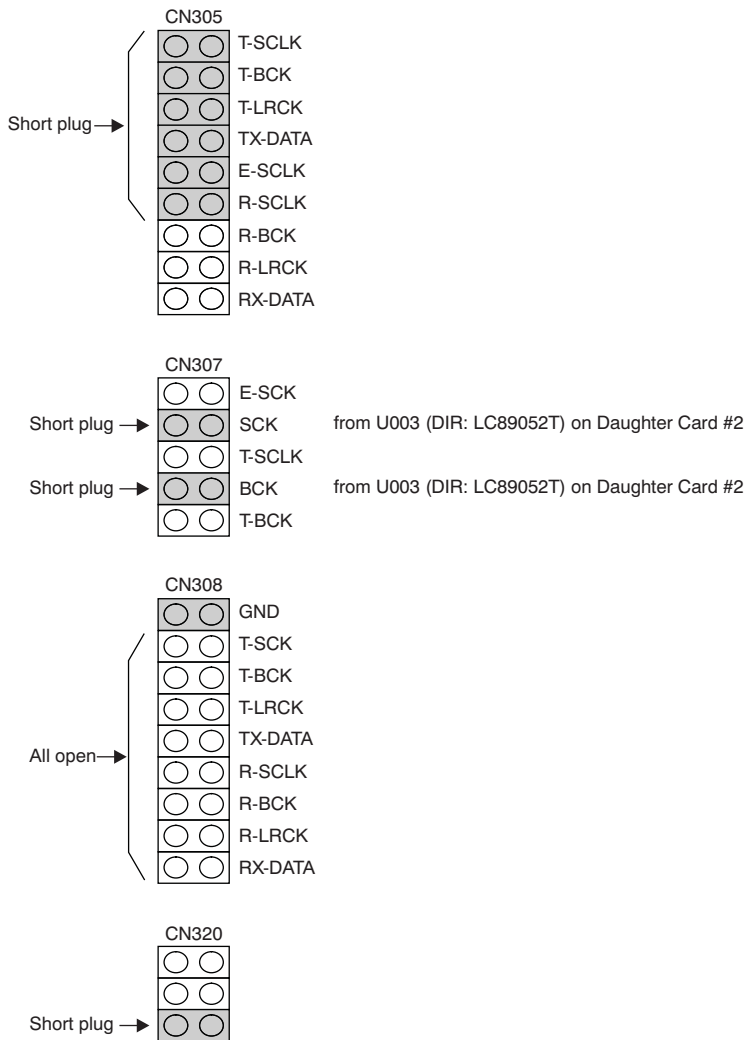 CN305
T-SCLK
T-BCK
T-LRCK
Short plug
TX-DATA
E-SCLK
R-SCLK
R-BCK
R-LRCK
RX-DATA
CN307
E-SCK
Short plug SCK from U003 (DIR: LC89052T) on Daughter Card #2
T-SCLK
Short plug BCK from U003 (DIR: LC89052T) on Daughter Card #2
T-BCK
CN308
GND
T-SCK
T-BCK
T-LRCK
TX-DATA
All open
R-SCLK
R-BCK
R-LRCK
RX-DATA
CN320
Short plug